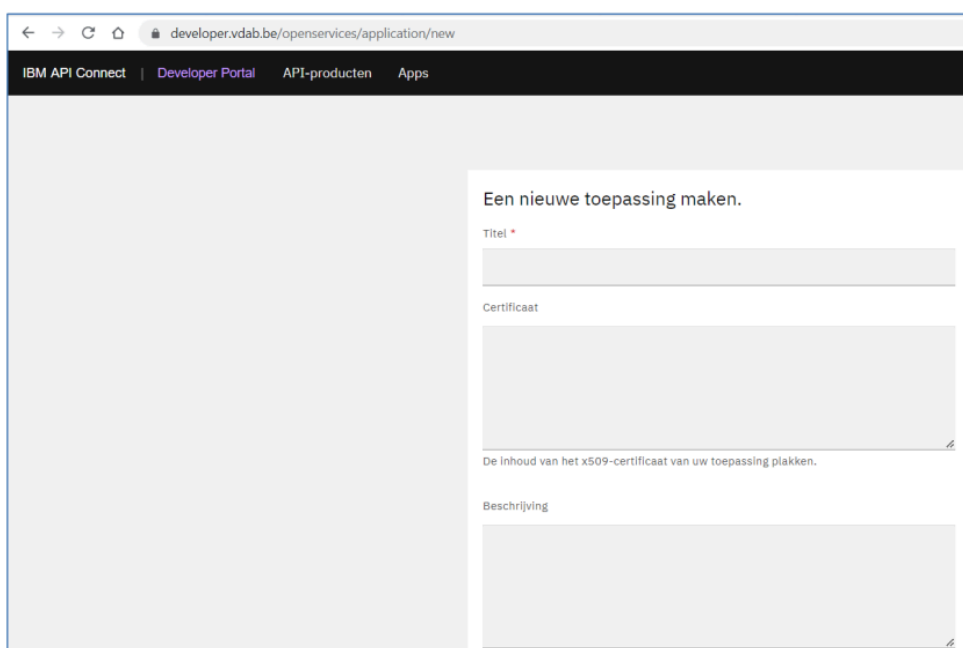 developer.vdab.be/openservices/application/new
IBM API Connect | Developer Portal API-producten Apps
Een nieuwe toepassing maken.
Titel *
Certificaat
De inhoud van het x509-certificaat van uw toepassing plakken.
Beschrijving